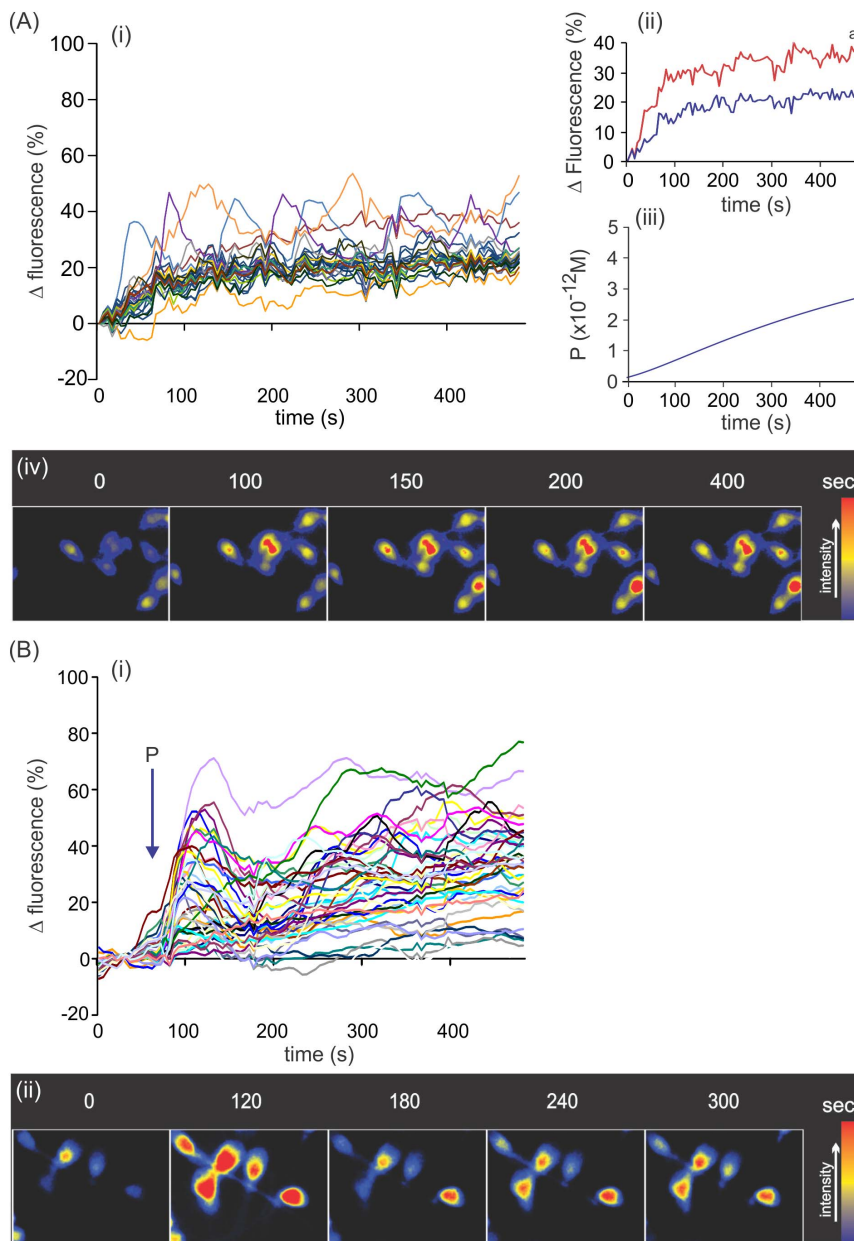 (A)
(i)
100
80
60
40
20
0
-20
Δ fluorescence (%)
100
200
300
400
time (s)
(ii)
a
40
30
20
10
0
Δ Fluorescence (%)
0
100
200
300
400
time (s)
(iii)
5
4
3
2
1
0
P (x10⁻¹²M)
0
100
200
300
400
time (s)
(iv)
0
100
150
200
400
sec
intensity
(B)
(i)
100
80
60
40
20
0
-20
Δ fluorescence (%)
P
0
100
200
300
400
time (s)
(ii)
0
120
180
240
300
sec
intensity